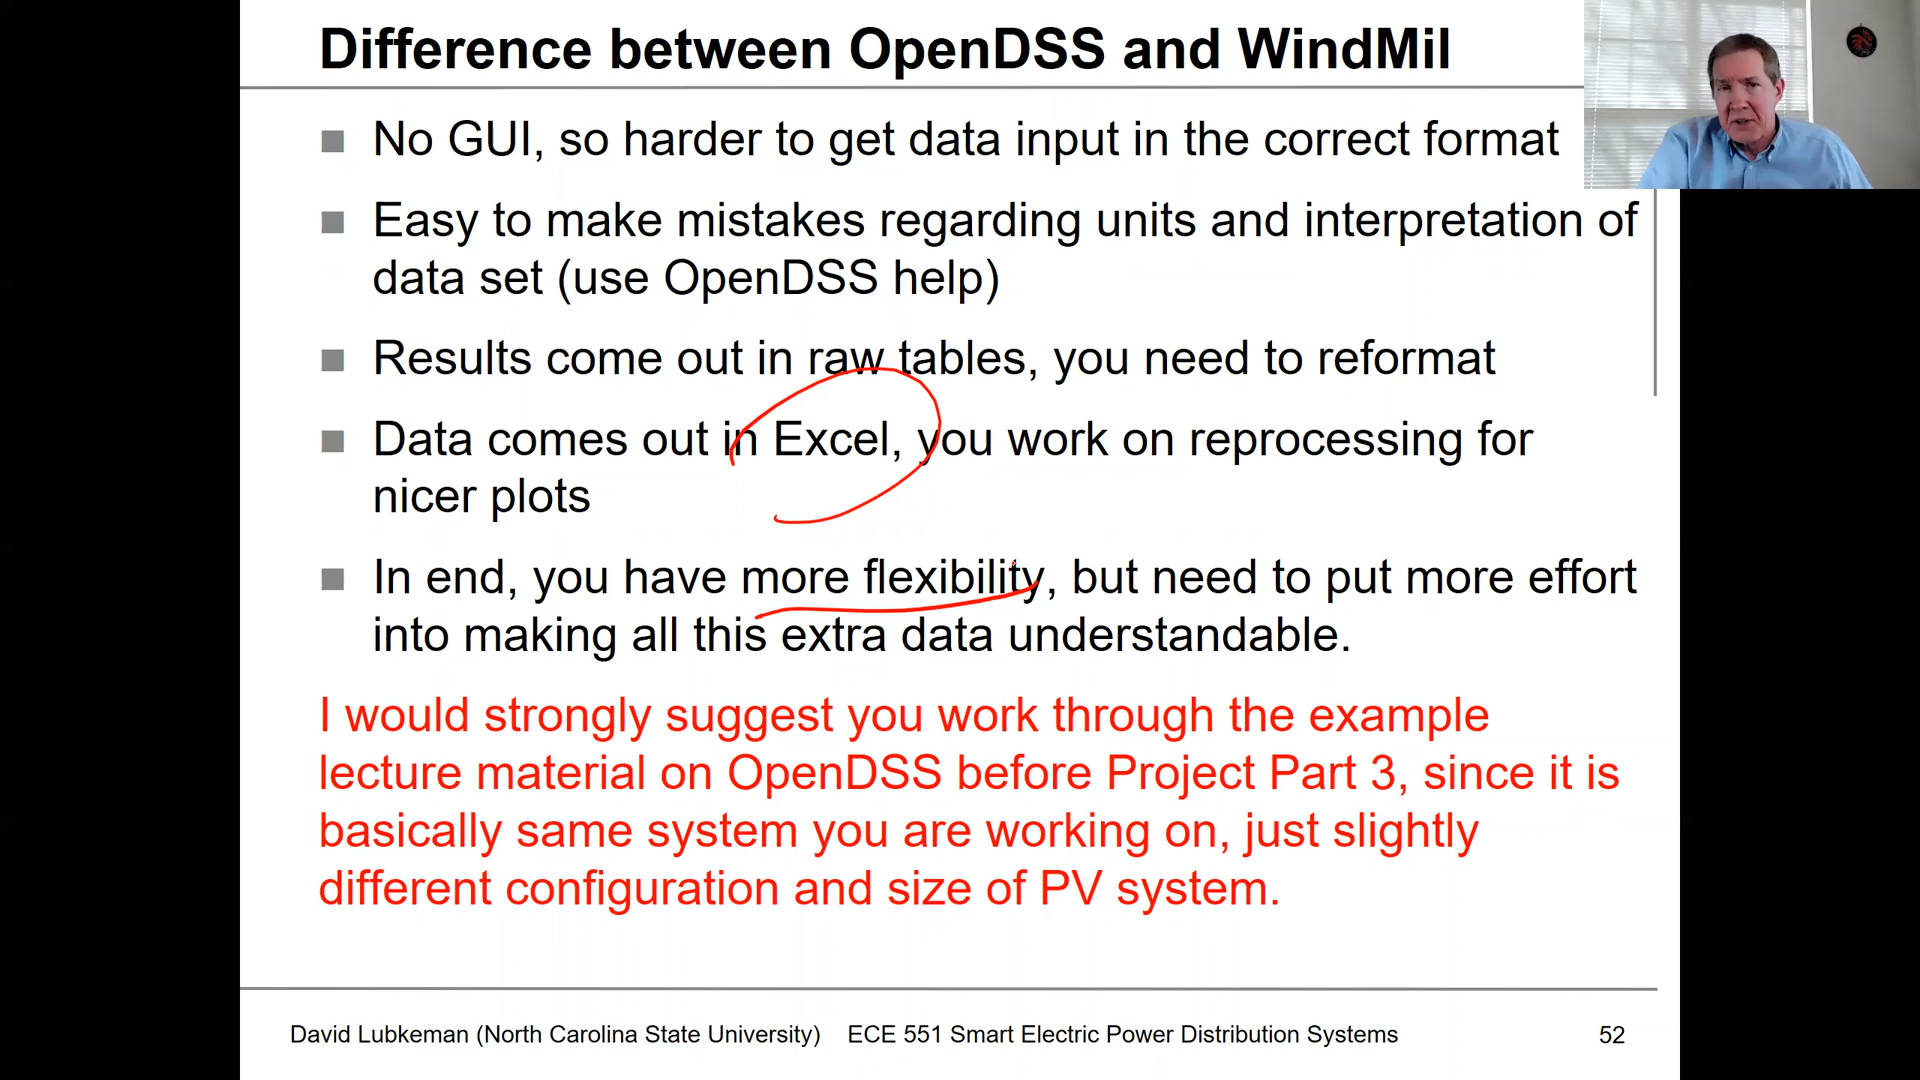 Difference between OpenDSS and WindMil
No GUI, so harder to get data input in the correct format
Easy to make mistakes regarding units and interpretation of
data set (use OpenDSS help)
Results come out in raw tables, you need to reformat
Data comes out in Excel, you work on reprocessing for
nicer plots
In end, you have more flexibility, but need to put more effort
into making all this extra data understandable.
I would strongly suggest you work through the example
lecture material on OpenDSS before Project Part 3, since it is
basically same system you are working on, just slightly
different configuration and size of PV system.
David Lubkeman (North Carolina State University) ECE 551 Smart Electric Power Distribution Systems 52